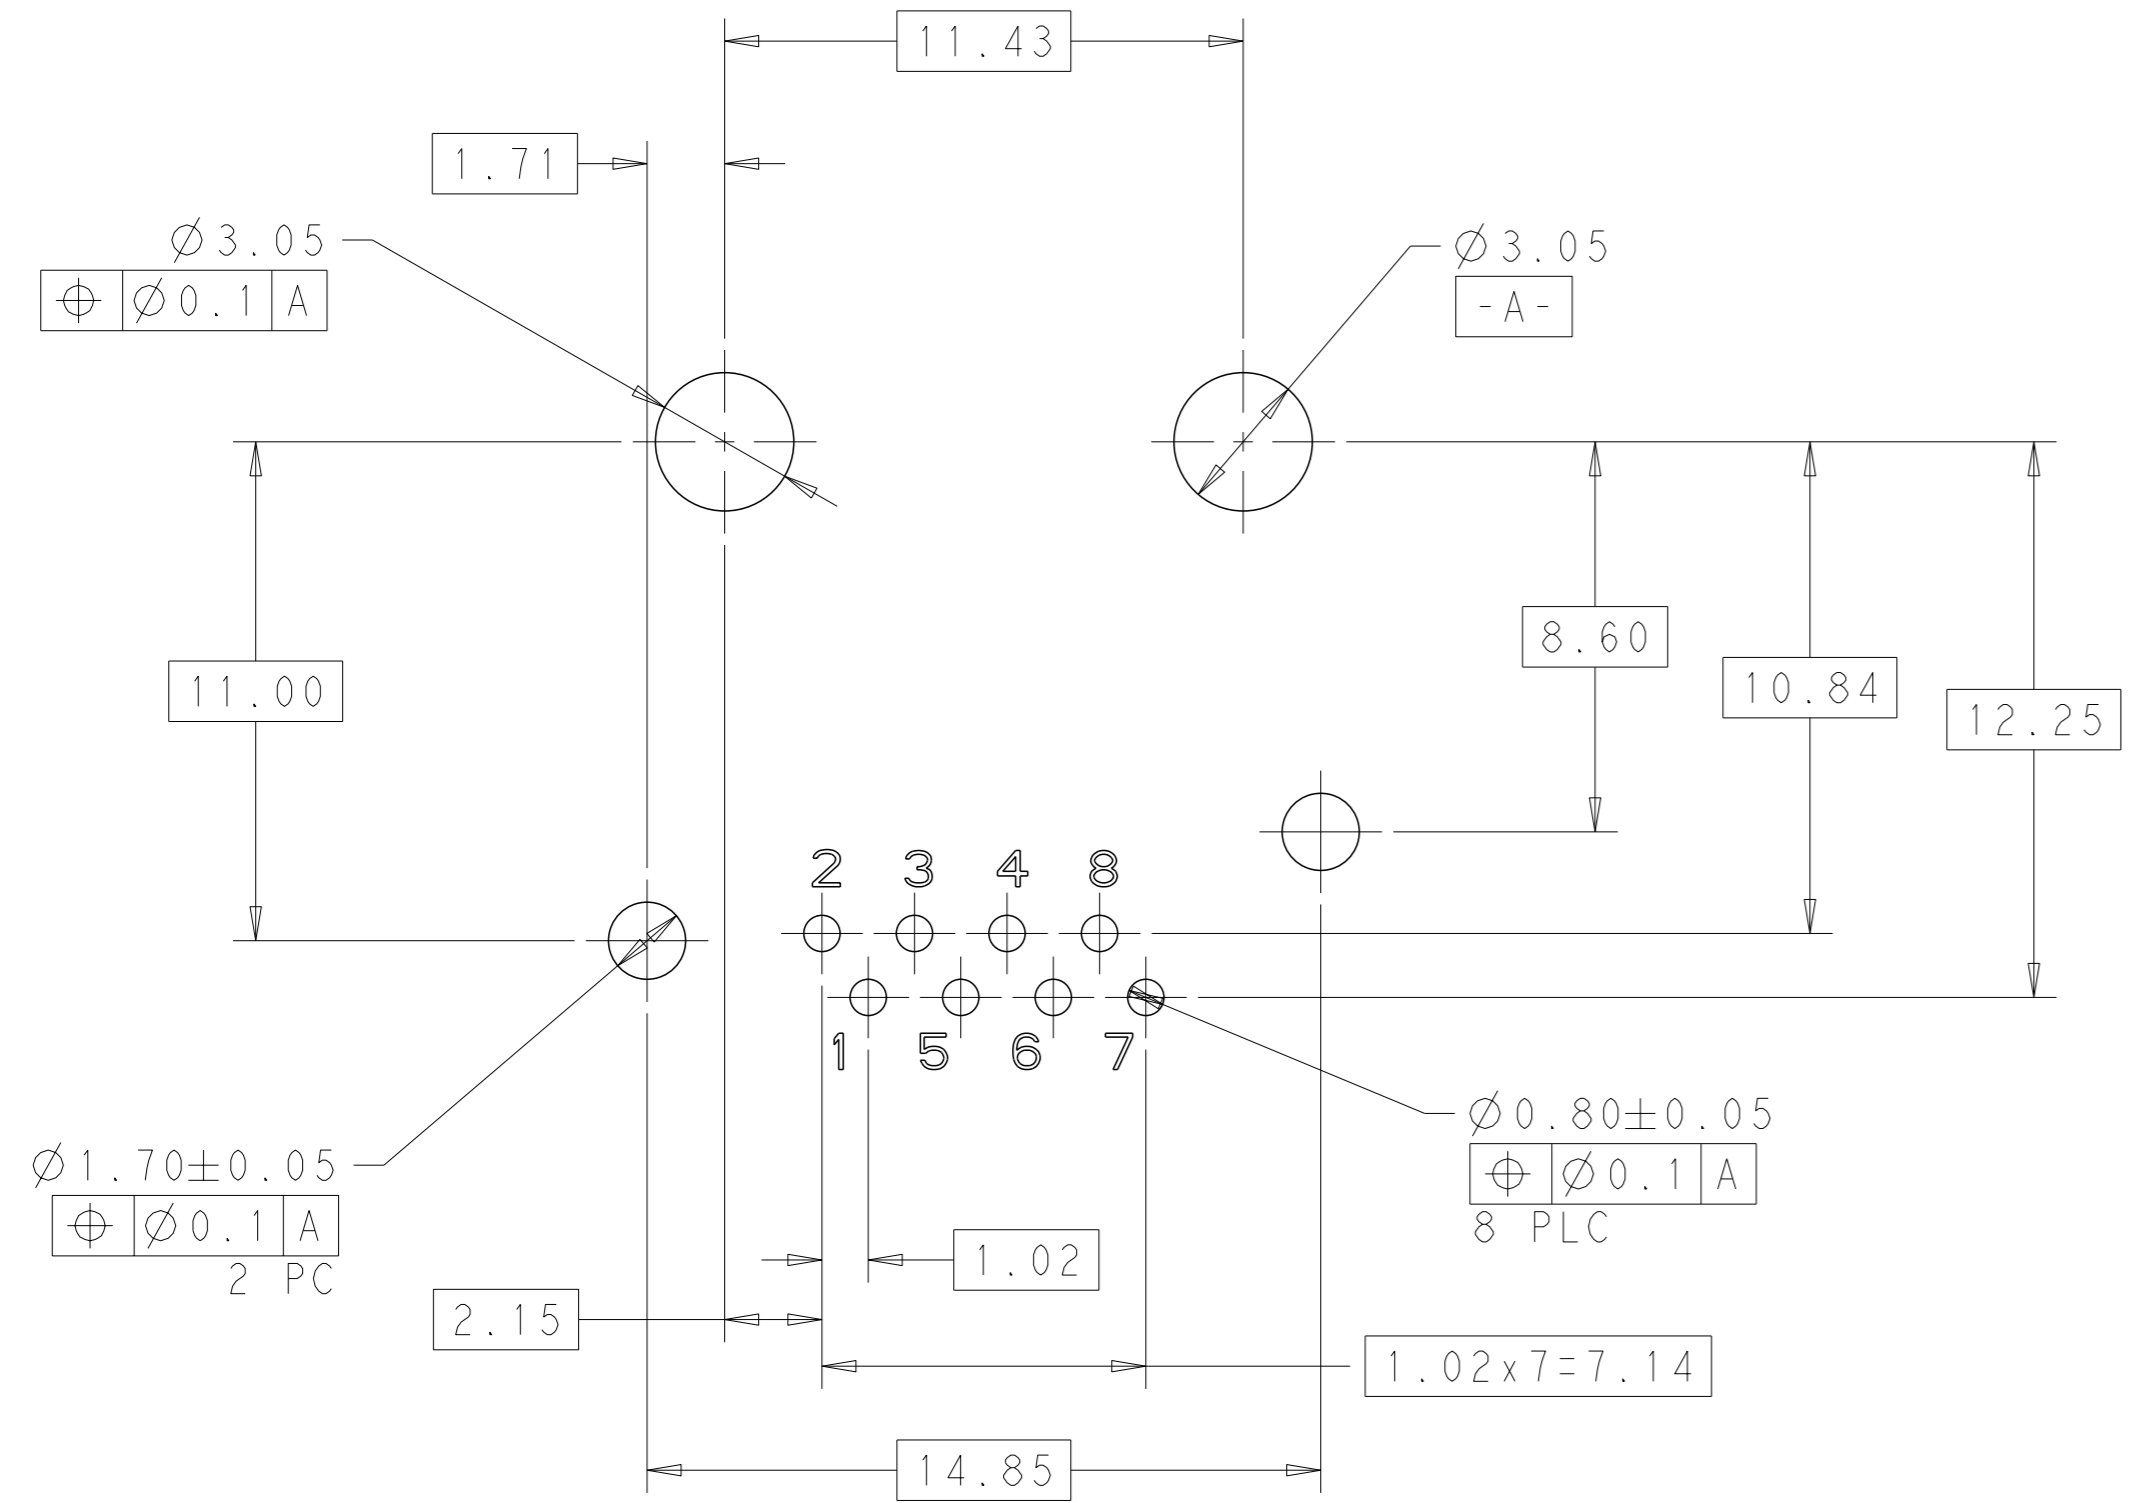 11.43
1.71
Ø3.05
⌖ Ø0.1 A
Ø3.05
-A-
8.60
11.00
10.84
12.25
2 3 4 8
1 5 6 7
Ø0.80±0.05
⌖ Ø0.1 A
8 PLC
Ø1.70±0.05
⌖ Ø0.1 A
2 PC
1.02
2.15
1.02x7=7.14
14.85